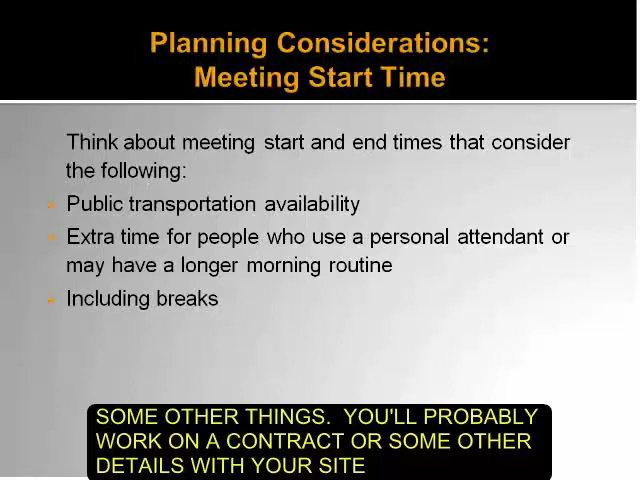 Planning Considerations:
Meeting Start Time
Think about meeting start and end times that consider
the following:
Public transportation availability
Extra time for people who use a personal attendant or
may have a longer morning routine
Including breaks
SOME OTHER THINGS.  YOU'LL PROBABLY
WORK ON A CONTRACT OR SOME OTHER
DETAILS WITH YOUR SITE